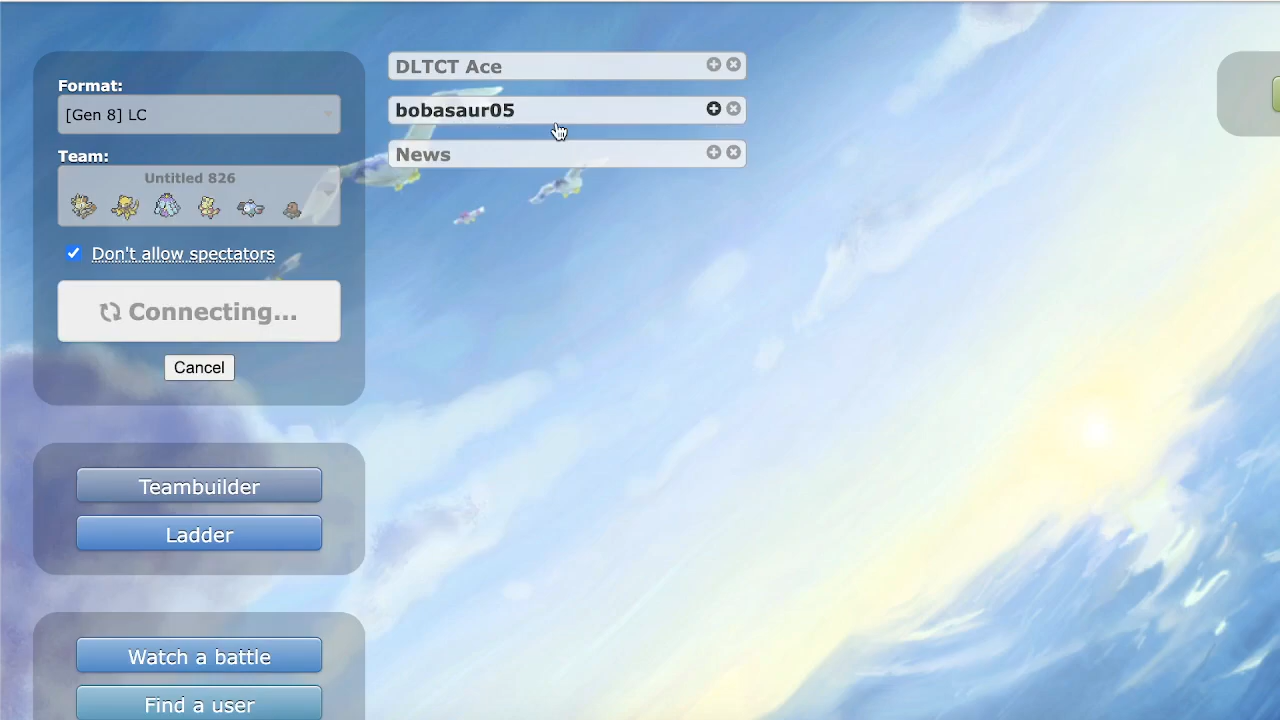 Format:
[Gen 8] LC
Team:
Untitled 826
Don't allow spectators
Connecting...
Cancel
Teambuilder
Ladder
Watch a battle
Find a user
DLTCT Ace
bobasaur05
News